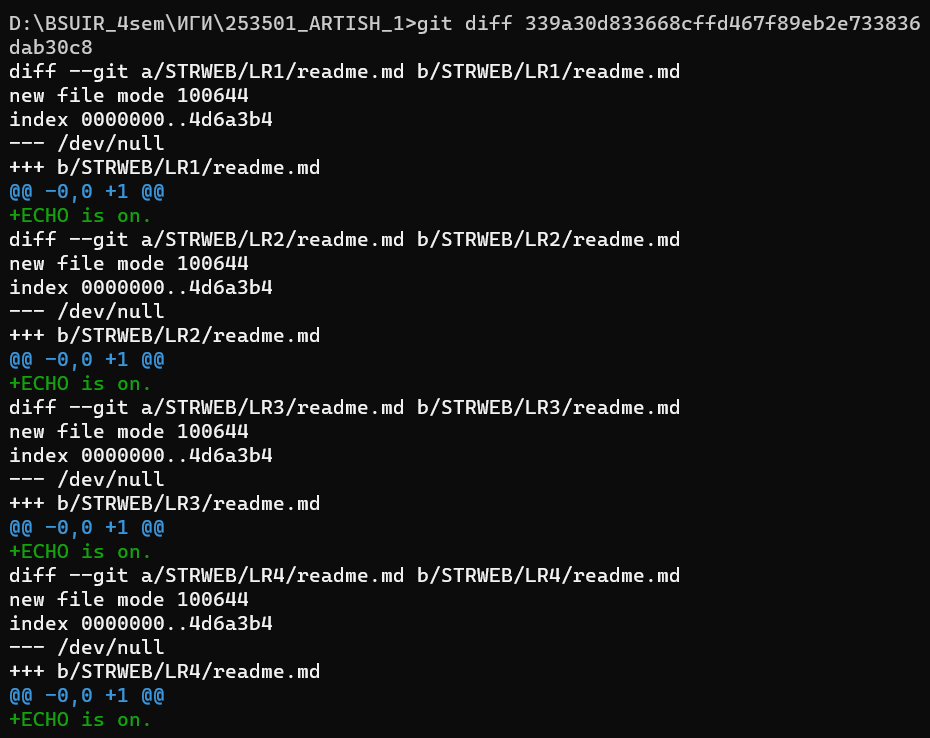 D:\BSUIR_4sem\ИГИ\253501_ARTISH_1>git diff 339a30d833668cffd467f89eb2e733836
dab30c8
diff --git a/STRWEB/LR1/readme.md b/STRWEB/LR1/readme.md
new file mode 100644
index 0000000..4d6a3b4
--- /dev/null
+++ b/STRWEB/LR1/readme.md
@@ -0,0 +1 @@
+ECHO is on.
diff --git a/STRWEB/LR2/readme.md b/STRWEB/LR2/readme.md
new file mode 100644
index 0000000..4d6a3b4
--- /dev/null
+++ b/STRWEB/LR2/readme.md
@@ -0,0 +1 @@
+ECHO is on.
diff --git a/STRWEB/LR3/readme.md b/STRWEB/LR3/readme.md
new file mode 100644
index 0000000..4d6a3b4
--- /dev/null
+++ b/STRWEB/LR3/readme.md
@@ -0,0 +1 @@
+ECHO is on.
diff --git a/STRWEB/LR4/readme.md b/STRWEB/LR4/readme.md
new file mode 100644
index 0000000..4d6a3b4
--- /dev/null
+++ b/STRWEB/LR4/readme.md
@@ -0,0 +1 @@
+ECHO is on.